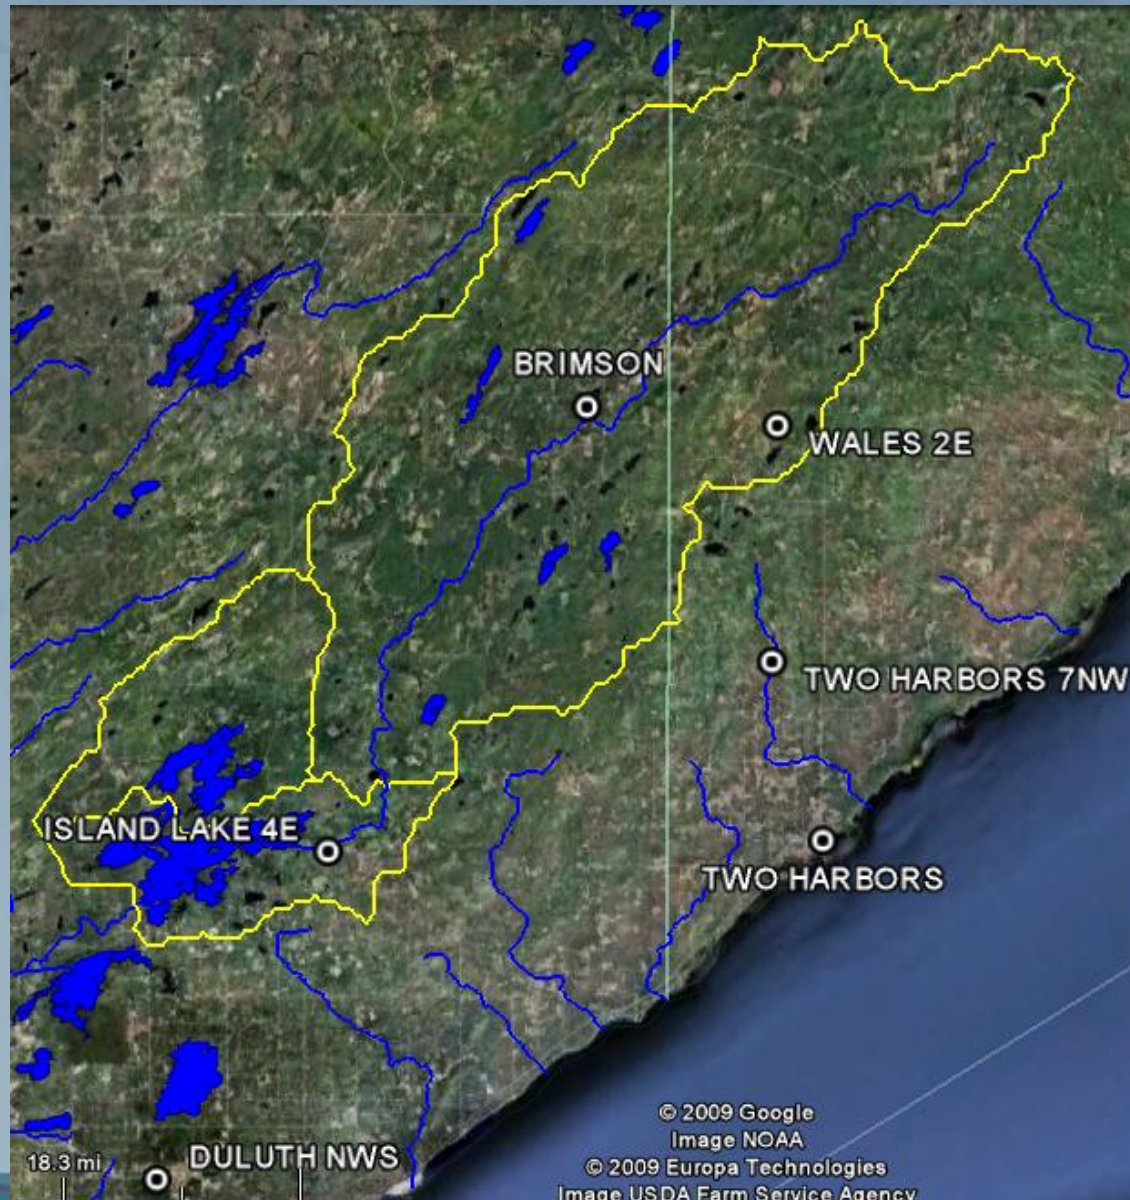 BRIMSON
WALES 2E
TWO HARBORS 7NW
ISLAND LAKE 4E
TWO HARBORS
DULUTH NWS
18.3 mi
© 2009 Google
Image NOAA
© 2009 Europa Technologies
Image USDA Farm Service Agency